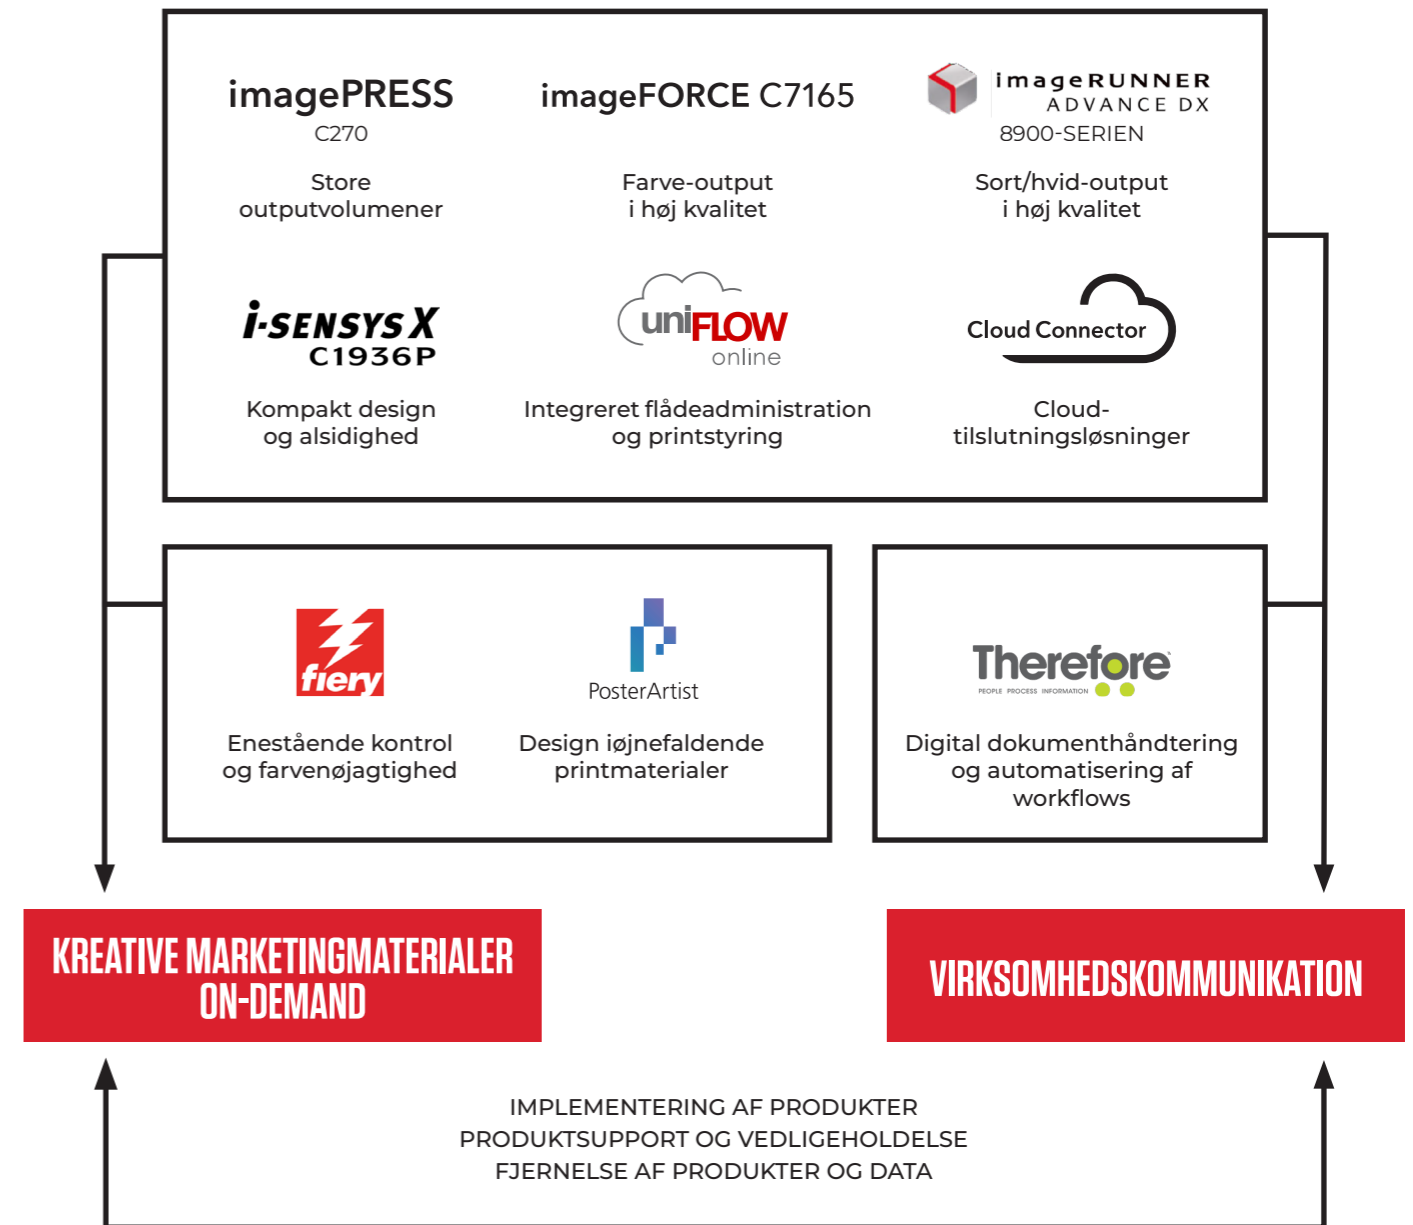 imagePRESS
C270
Store
outputvolumener
imageFORCE C7165
Farve-output
i høj kvalitet
imageRUNNER
ADVANCE DX
8900-SERIEN
Sort/hvid-output
i høj kvalitet
i-SENSYS X
C1936P
Kompakt design
og alsidighed
uniFLOW
online
Integreret flådeadministration
og printstyring
Cloud Connector
Cloud-
tilslutningsløsninger
fiery
Enestående kontrol
og farvenøjagtighed
PosterArtist
Design iøjnefaldende
printmaterialer
Therefore
PEOPLE PROCESS INFORMATION
Digital dokumenthåndtering
og automatisering af
workflows
KREATIVE MARKETINGMATERIALER
ON-DEMAND
VIRKSOMHEDSKOMMUNIKATION
IMPLEMENTERING AF PRODUKTER
PRODUKTSUPPORT OG VEDLIGEHOLDELSE
FJERNELSE AF PRODUKTER OG DATA